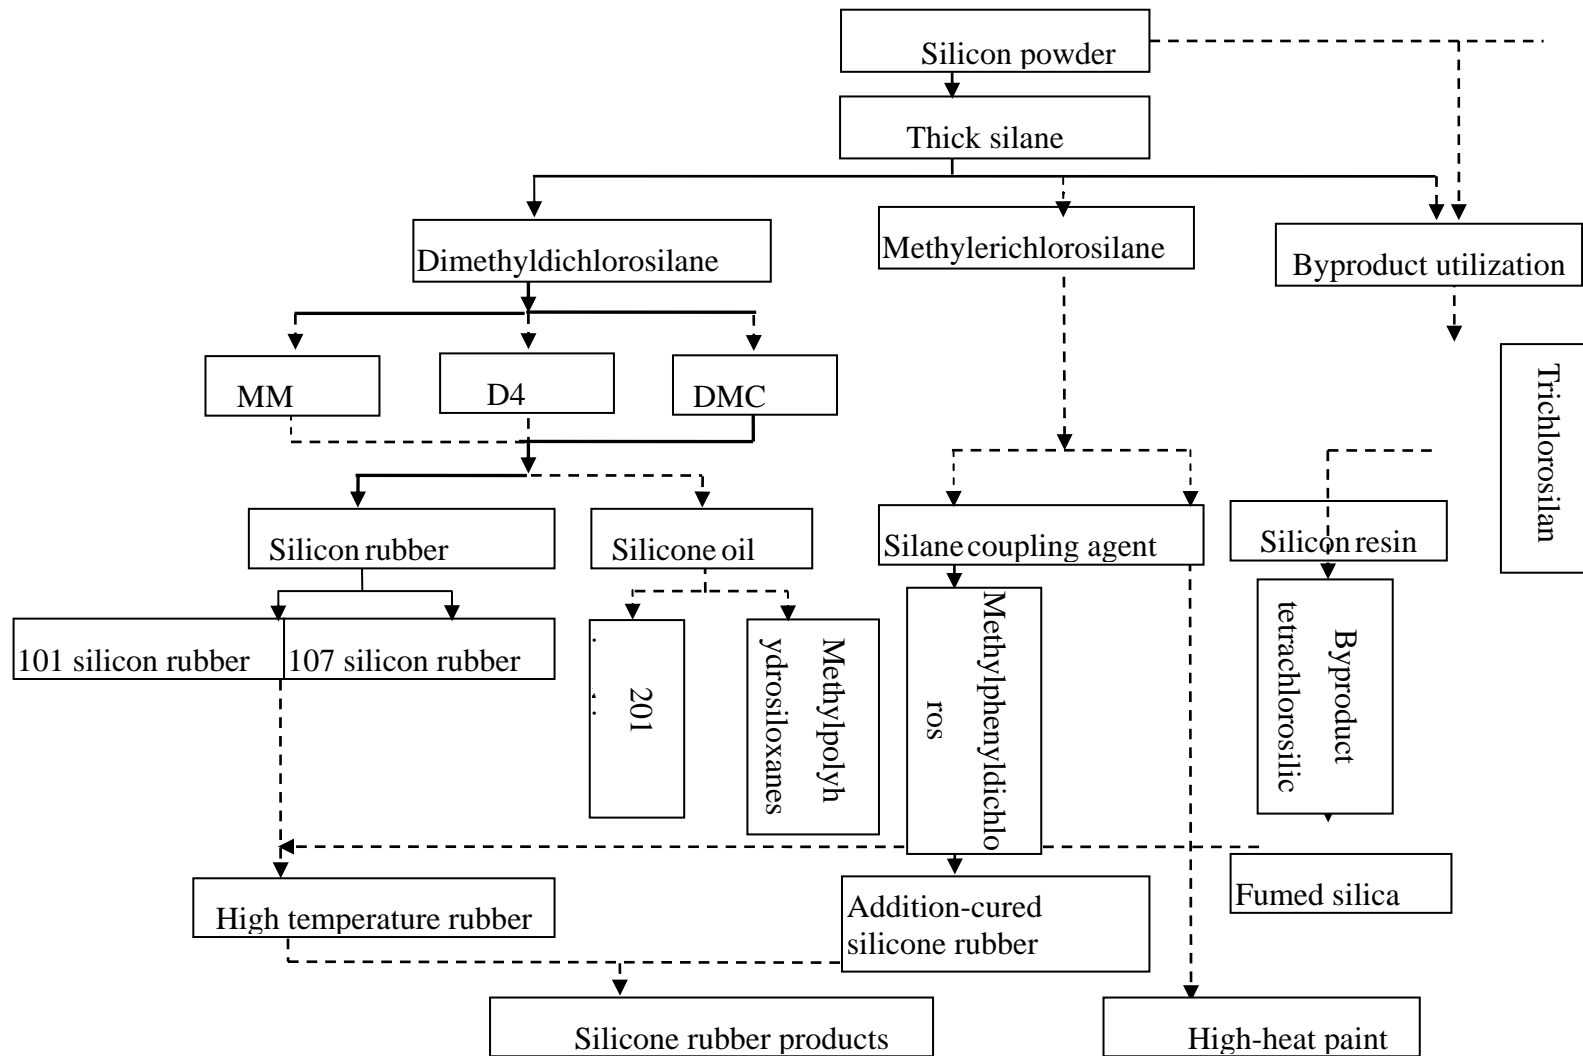 Silicon powder
Thick silane
Dimethyldichlorosilane
Methylerichlorosilane
Byproduct utilization
MM
D4
DMC
Trichlorosilan
Silicon rubber
Silicone oil
Silane coupling agent
Silicon resin
101 silicon rubber
107 silicon rubber
201
Methylpolyh
ydrosiloxanes
Methylphenyldichlo
ros
Byproduct
tetrachlorosilic
High temperature rubber
Addition-cured
silicone rubber
Fumed silica
Silicone rubber products
High-heat paint